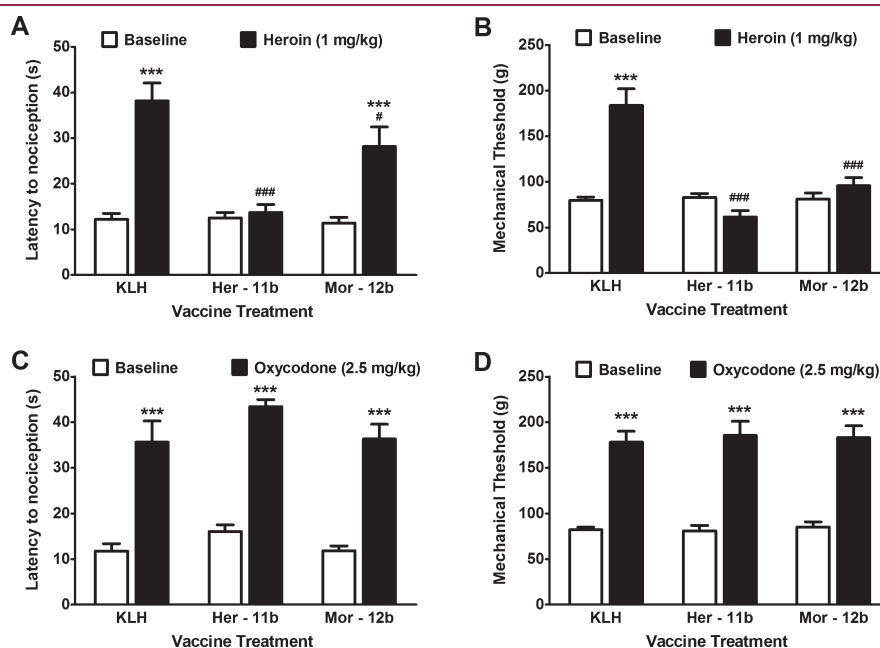 A
Baseline
Heroin (1 mg/kg)
Latency to nociception (s)
50
40
30
20
10
0
***
###
***
#
KLH
Her - 11b
Mor - 12b
Vaccine Treatment
B
Baseline
Heroin (1 mg/kg)
Mechanical Theshold (g)
250
200
150
100
50
0
***
###
###
KLH
Her - 11b
Mor - 12b
Vaccine Treatment
C
Baseline
Oxycodone (2.5 mg/kg)
Latency to nociception (s)
50
40
30
20
10
0
***
***
***
KLH
Her - 11b
Mor - 12b
Vaccine Treatment
D
Baseline
Oxycodone (2.5 mg/kg)
Mechanical Threshold (g)
250
200
150
100
50
0
***
***
***
KLH
Her - 11b
Mor - 12b
Vaccine Treatment